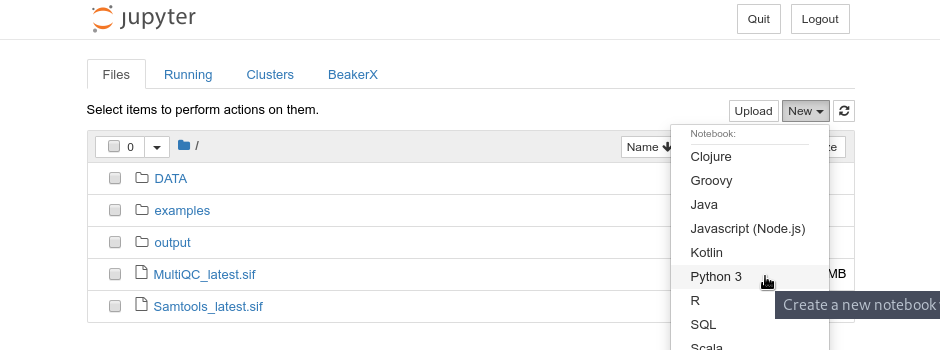 jupyter
Quit Logout
Files Running Clusters BeakerX
Select items to perform actions on them.
Upload New
Notebook:
0 / Name
Clojure
DATA
Groovy
examples
Java
Javascript (Node.js)
output
Kotlin
MultiQC_latest.sif
Python 3
MB
Create a new notebook
R
Samtools_latest.sif
SQL
Scala